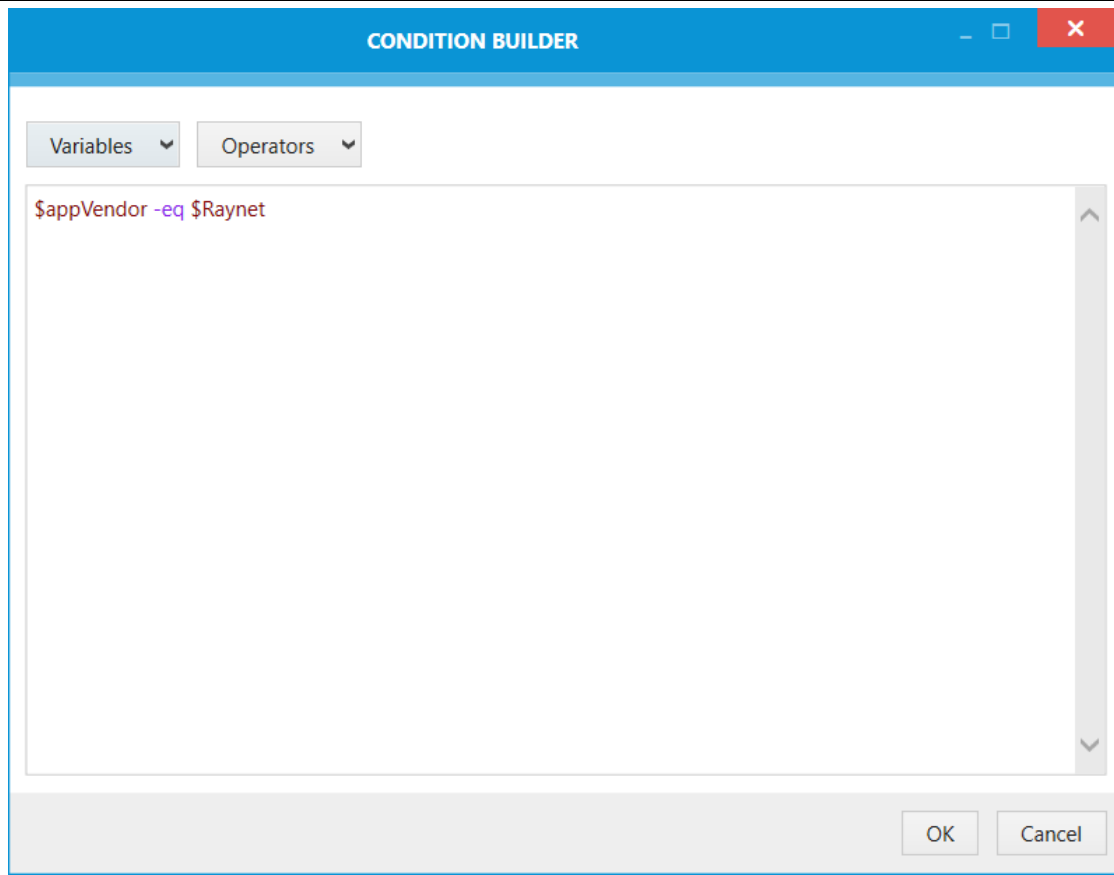 CONDITION BUILDER
Variables Operators
$appVendor -eq $Raynet
OK Cancel